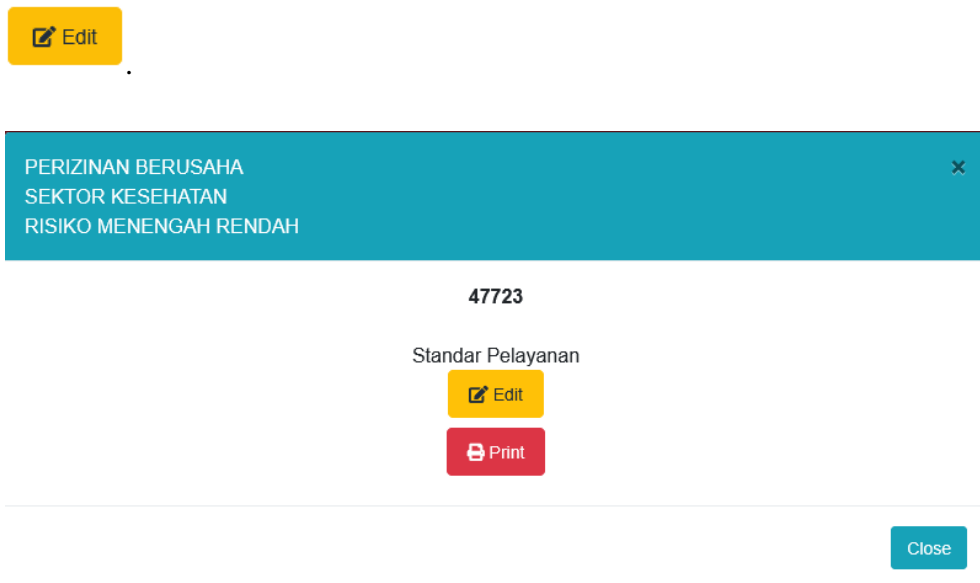 Edit
.
PERIZINAN BERUSAHA
×
SEKTOR KESEHATAN
RISIKO MENENGAH RENDAH
47723
Standar Pelayanan
Edit
Print
Close